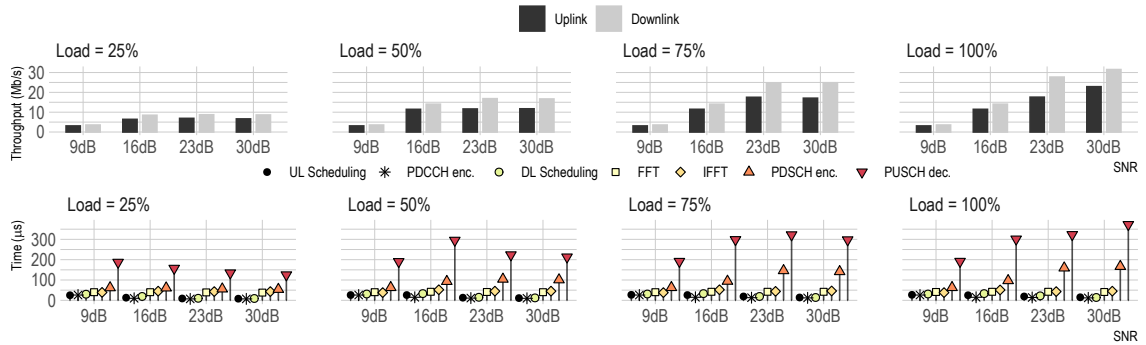 Uplink Downlink
Load = 25% Load = 50% Load = 75% Load = 100%
Throughput (Mb/s)
30
20
10
0
9dB 16dB 23dB 30dB 9dB 16dB 23dB 30dB 9dB 16dB 23dB 30dB 9dB 16dB 23dB 30dB
SNR
UL Scheduling PDCCH enc. DL Scheduling FFT IFFT PDSCH enc. PUSCH dec.
Load = 25% Load = 50% Load = 75% Load = 100%
Time (μs)
300
200
100
0
9dB 16dB 23dB 30dB 9dB 16dB 23dB 30dB 9dB 16dB 23dB 30dB 9dB 16dB 23dB 30dB
SNR